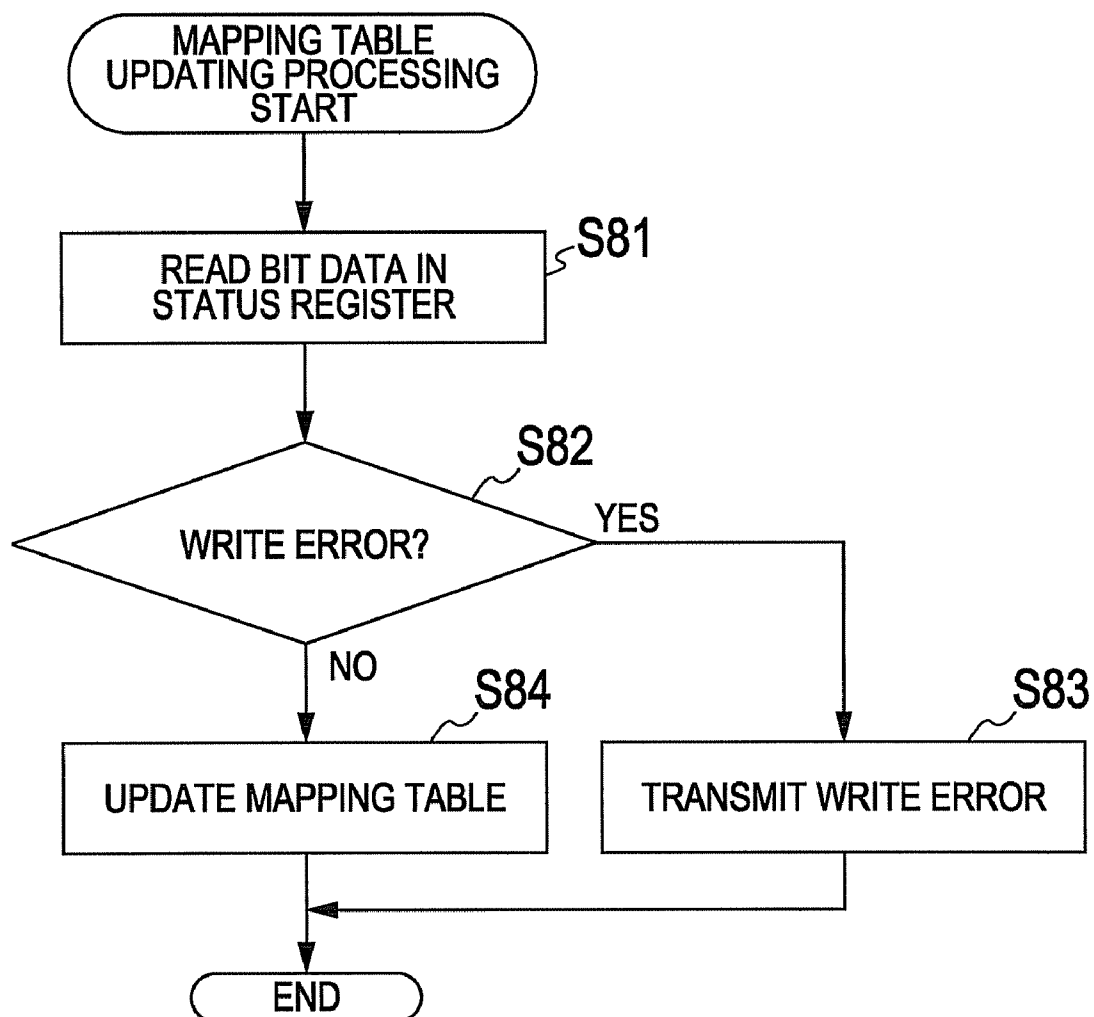 MAPPING TABLE
UPDATING PROCESSING
START
S81
READ BIT DATA IN
STATUS REGISTER
S82
WRITE ERROR?
YES
NO
S84
S83
UPDATE MAPPING TABLE
TRANSMIT WRITE ERROR
END